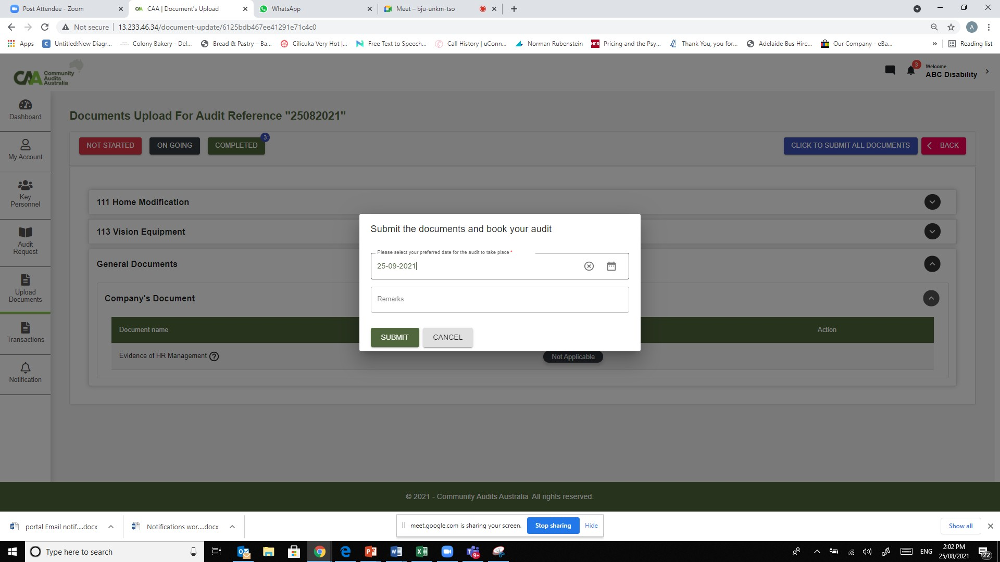 Post Attendee - Zoom
CAA | Document's Upload
WhatsApp
Meet – bju-unkm-tso
Not secure
13.233.46.34/document-update/6125bdb467ee41291e71c4c0
A
Apps
C
Untitled:New Diagr...
Colony Bakery - Del...
Bread & Pastry – Ba...
Cilicuka Very Hot |...
Free Text to Speech...
Call History | uConn...
Norman Rubenstein
HBR
Pricing and the Psy...
Thank You, you for...
Adelaide Bus Hire...
Our Company - eBa...
»
Reading list
CAA
Community
Audits
Australia
3
Welcome
ABC Disability
Dashboard
My Account
Key
Personnel
Audit
Request
Upload
Documents
Transactions
Notification
Documents Upload For Audit Reference "25082021"
NOT STARTED
ON GOING
COMPLETED
3
CLICK TO SUBMIT ALL DOCUMENTS
BACK
111 Home Modification
113 Vision Equipment
General Documents
Company's Document
Document name
Action
Evidence of HR Management ?
Not Applicable
Submit the documents and book your audit
Please select your preferred date for the audit to take place *
25-09-2021
Remarks
SUBMIT
CANCEL
© 2021 - Community Audits Australia All rights reserved.
portal Email notif....docx
Notifications wor....docx
meet.google.com is sharing your screen.
Stop sharing
Hide
Show all
Type here to search
9+
ENG
2:02 PM
25/08/2021
22